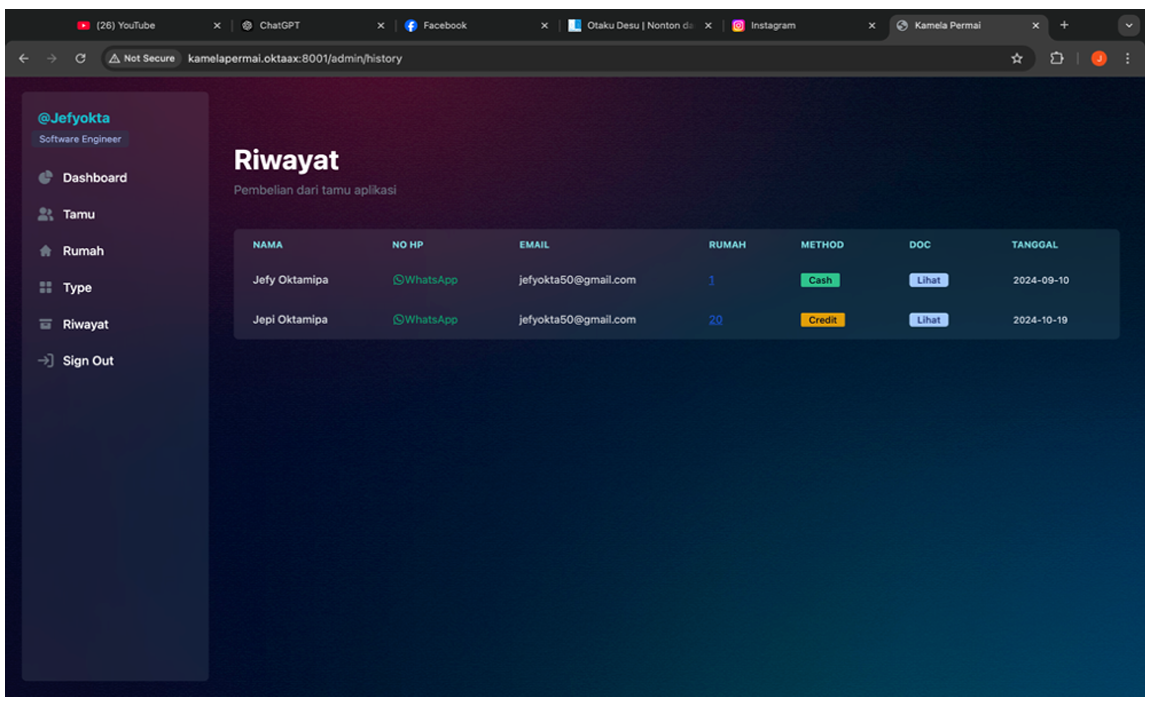 (26) YouTube ChatGPT Facebook Otaku Desu | Nonton da Instagram Kamela Permai
Not Secure kamelapermai.oktaax:8001/admin/history J
@Jefyokta
Software Engineer
Dashboard
Tamu
Rumah
Type
Riwayat
Sign Out
Riwayat
Pembelian dari tamu aplikasi
NAMA NO HP EMAIL RUMAH METHOD DOC TANGGAL
Jefy Oktamipa WhatsApp jefyokta50@gmail.com 1 Cash Lihat 2024-09-10
Jepi Oktamipa WhatsApp jefyokta50@gmail.com 20 Credit Lihat 2024-10-19